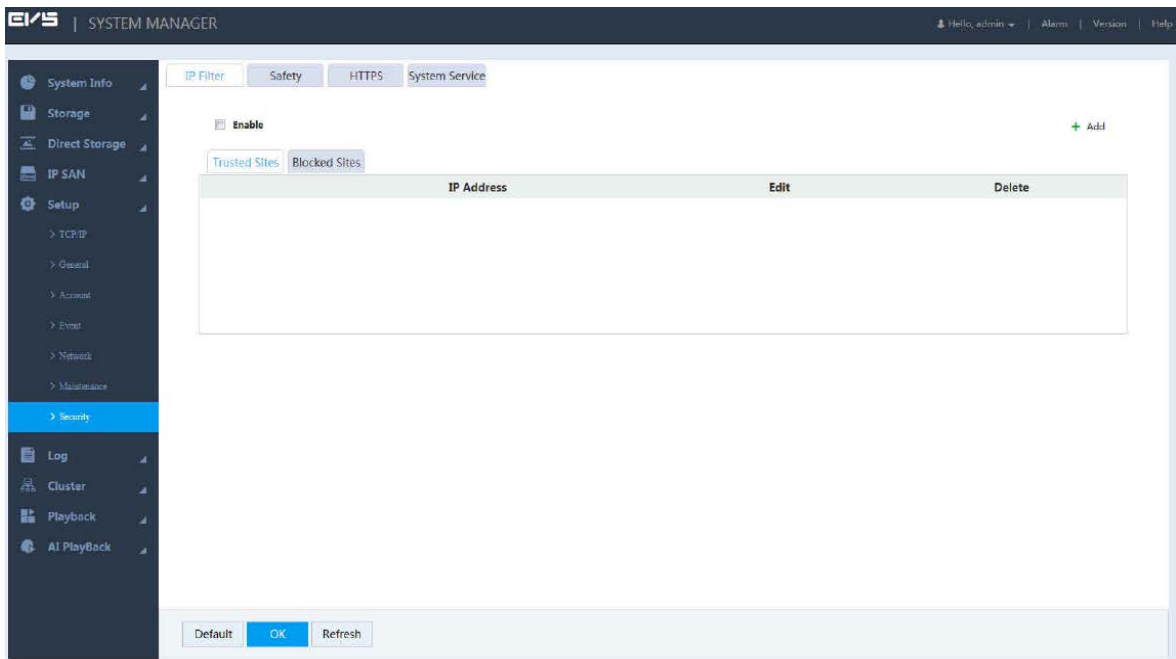 EVS | SYSTEM MANAGER
Hello, admin | Alarm | Version | Help
System Info
Storage
Direct Storage
IP SAN
Setup
> TCP/IP
> General
> Account
> Event
> Network
> Maintenance
> Security
Log
Cluster
Playback
AI PlayBack
IP Filter Safety HTTPS System Service
Enable
+ Add
Trusted Sites Blocked Sites
IP Address Edit Delete
Default OK Refresh